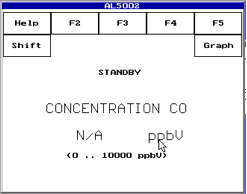 AL5002
Help F2 F3 F4 F5
Shift Graph
STANDBY
CONCENTRATION CO
N/A ppbV
(0 .. 10000 ppbV)